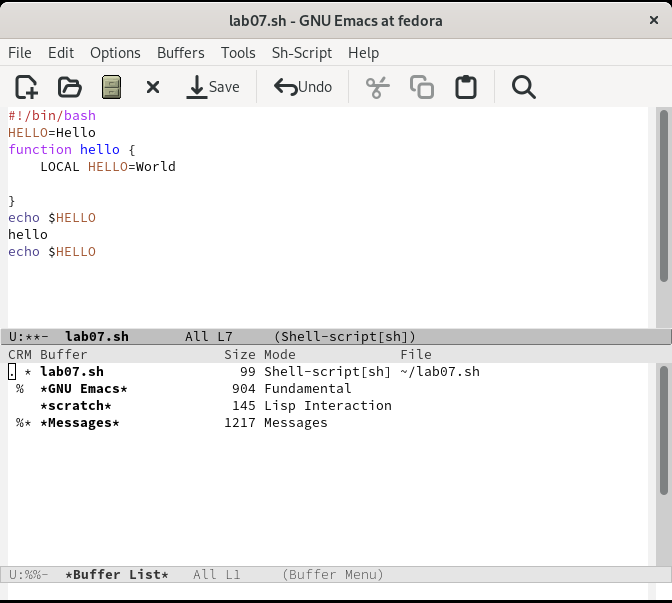 lab07.sh - GNU Emacs at fedora
File Edit Options Buffers Tools Sh-Script Help
Save Undo
#!/bin/bash
HELLO=Hello
function hello {
    LOCAL HELLO=World
}
echo $HELLO
hello
echo $HELLO
U:**-  lab07.sh       All L7     (Shell-script[sh])
CRM Buffer                 Size Mode             File
. * lab07.sh                 99 Shell-script[sh] ~/lab07.sh
 %  *GNU Emacs*             904 Fundamental
    *scratch*               145 Lisp Interaction
 %* *Messages*             1217 Messages
U:%%-  *Buffer List*   All L1     (Buffer Menu)